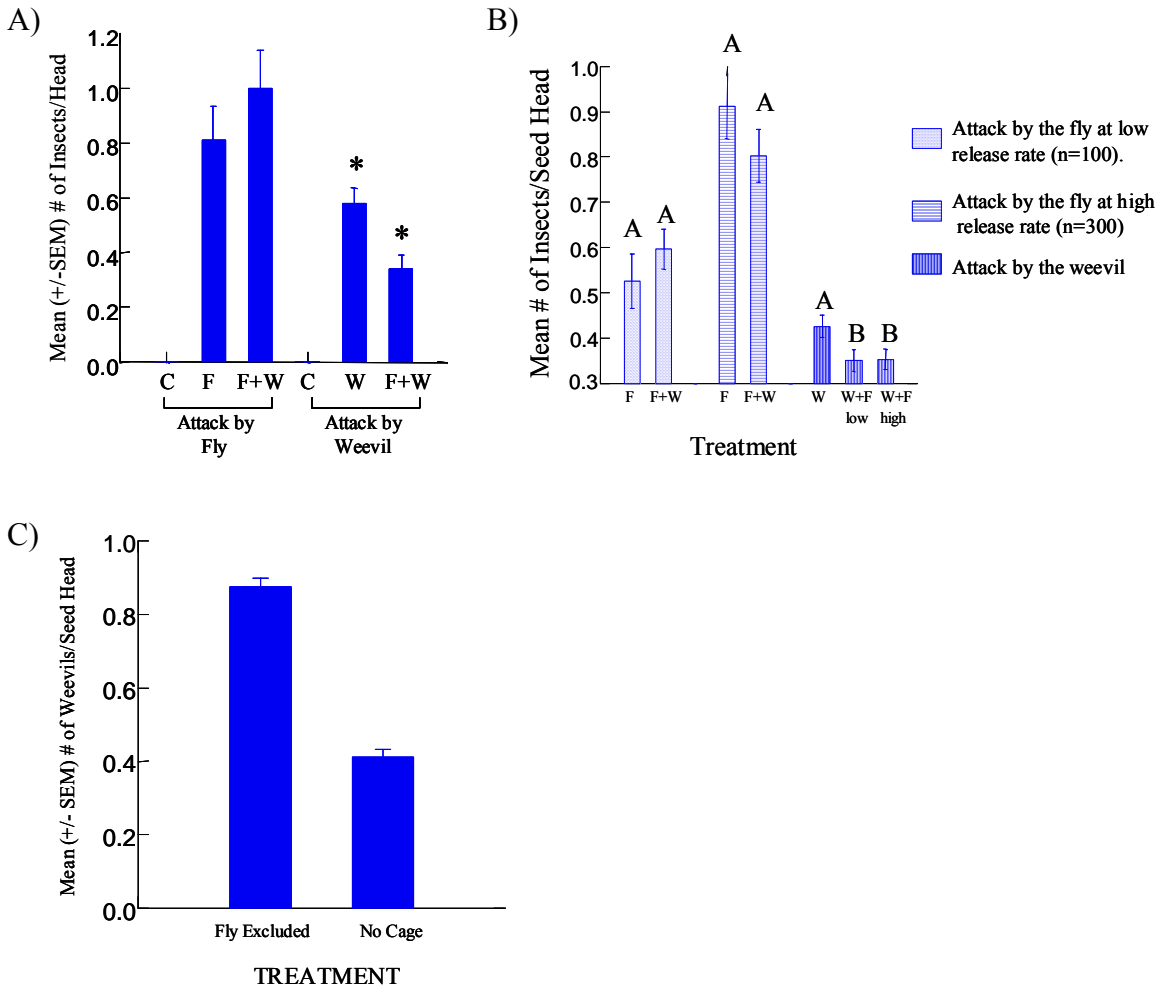 A)
Mean (+/-SEM) # of Insects/Head
1.2
1.0
0.8
0.6
0.4
0.2
0.0
*
*
C F F+W C W F+W
Attack by
Fly
Attack by
Weevil
B)
Mean # of Insects/Seed Head
1.0
0.9
0.8
0.7
0.6
0.5
0.4
0.3
A A A A A B B
F F+W F F+W W W+F W+F
low high
Treatment
Attack by the fly at low
release rate (n=100).
Attack by the fly at high
release rate (n=300)
Attack by the weevil
C)
Mean (+/- SEM) # of Weevils/Seed Head
1.0
0.8
0.6
0.4
0.2
0.0
Fly Excluded No Cage
TREATMENT